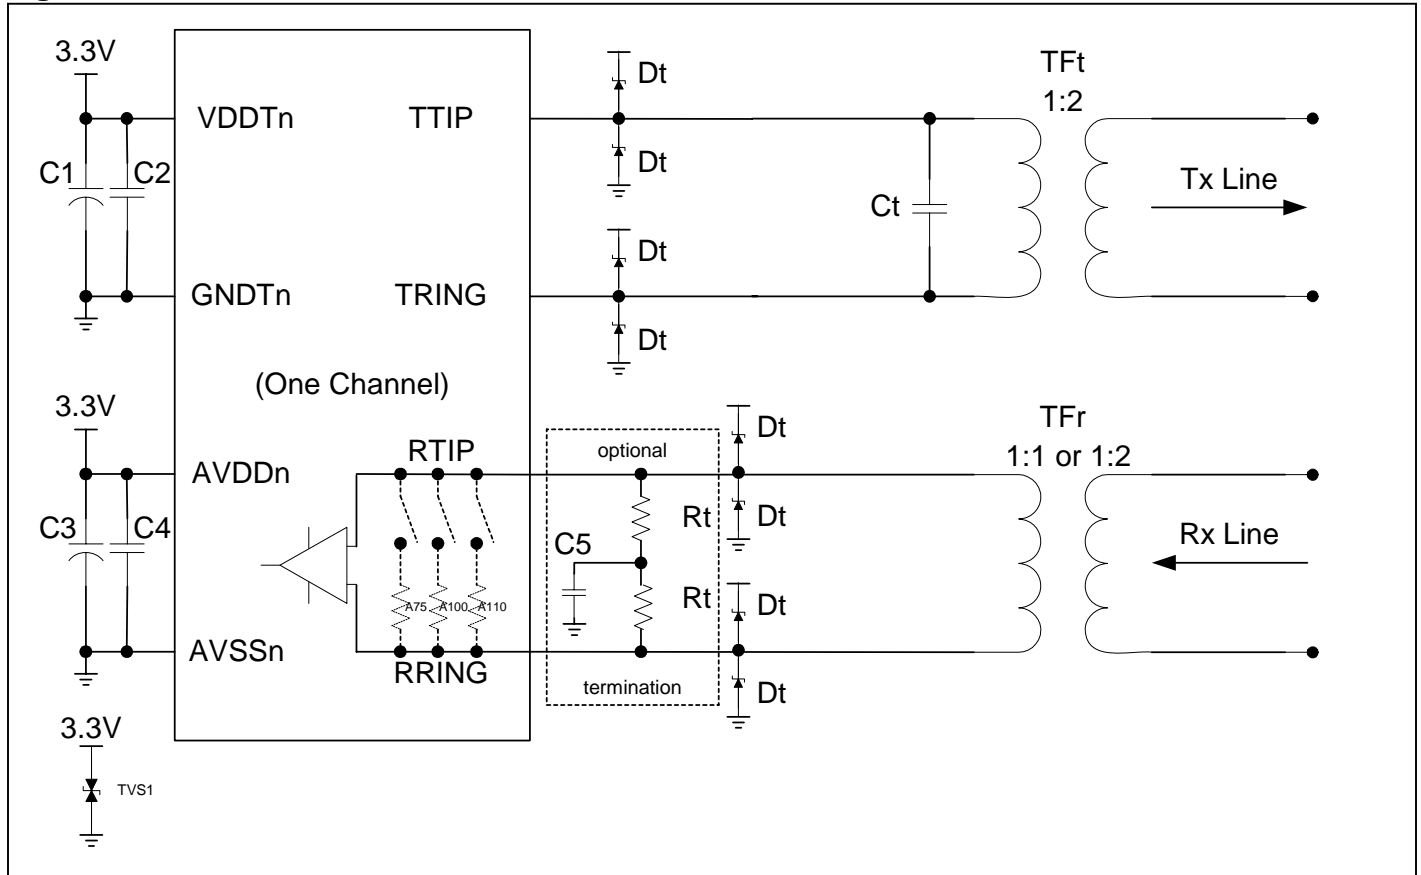 3.3V
VDDTn
TTIP
Dt
TFt
1:2
C1
C2
Dt
Tx Line
Ct
Dt
GNDTn
TRING
Dt
(One Channel)
3.3V
AVDDn
RTIP
optional
Dt
TFr
1:1 or 1:2
C3
C4
C5
Rt
Dt
Rx Line
A75
A100
A110
Rt
Dt
AVSSn
RRING
termination
Dt
3.3V
TVS1